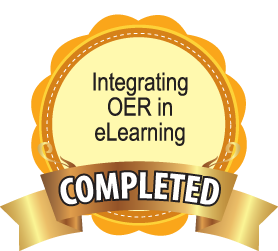 Integrating
OER in
eLearning
COMPLETED